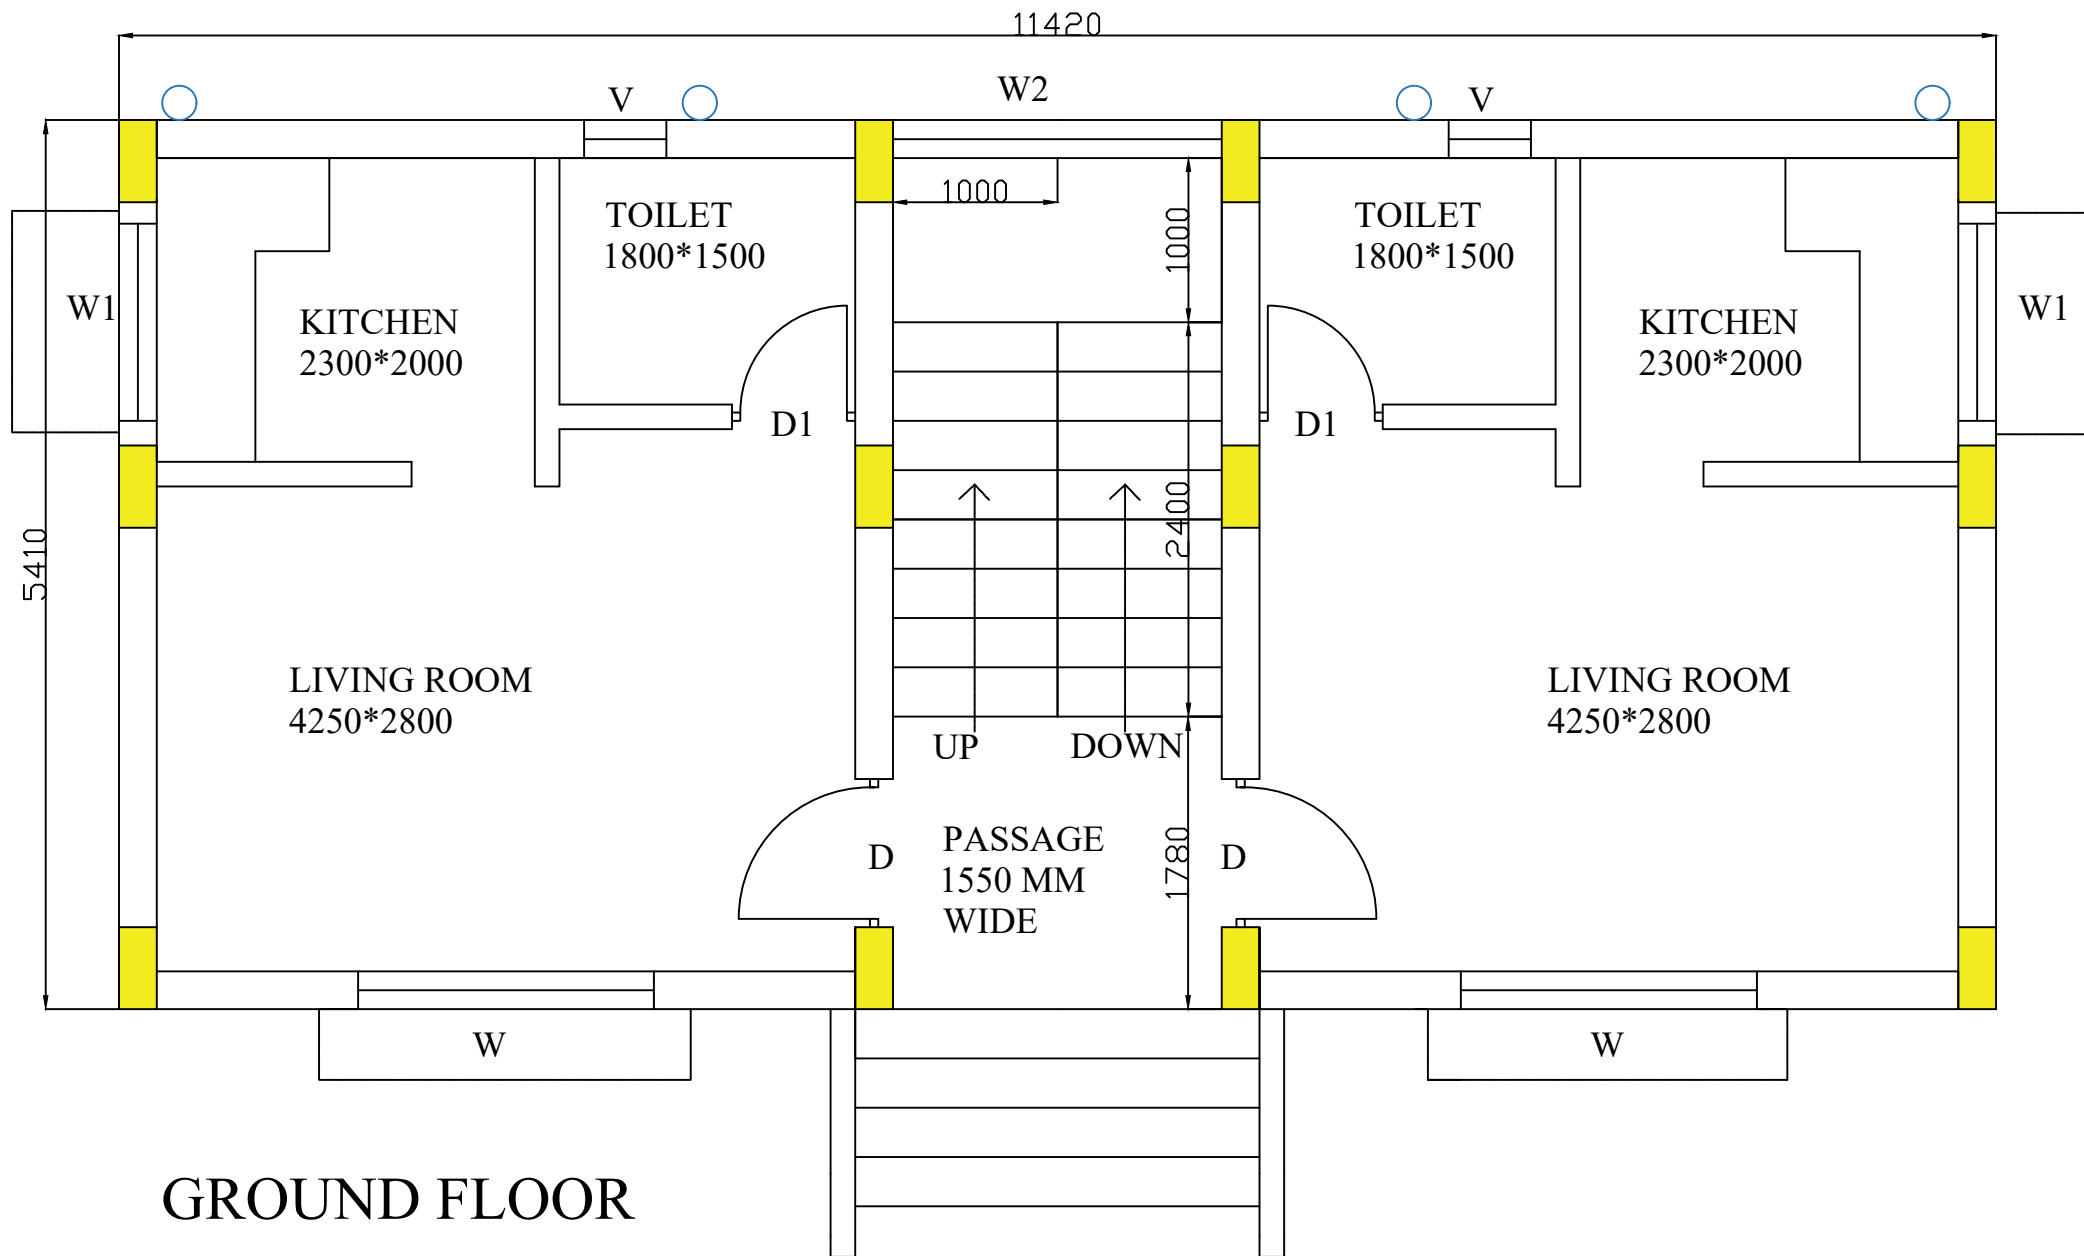 11420
V
W2
V
1000
TOILET
1800*1500
1000
TOILET
1800*1500
W1
KITCHEN
2300*2000
KITCHEN
2300*2000
W1
D1
D1
2400
5410
LIVING ROOM
4250*2800
LIVING ROOM
4250*2800
UP
DOWN
D
PASSAGE
1550 MM
WIDE
1780
D
W
W
GROUND FLOOR